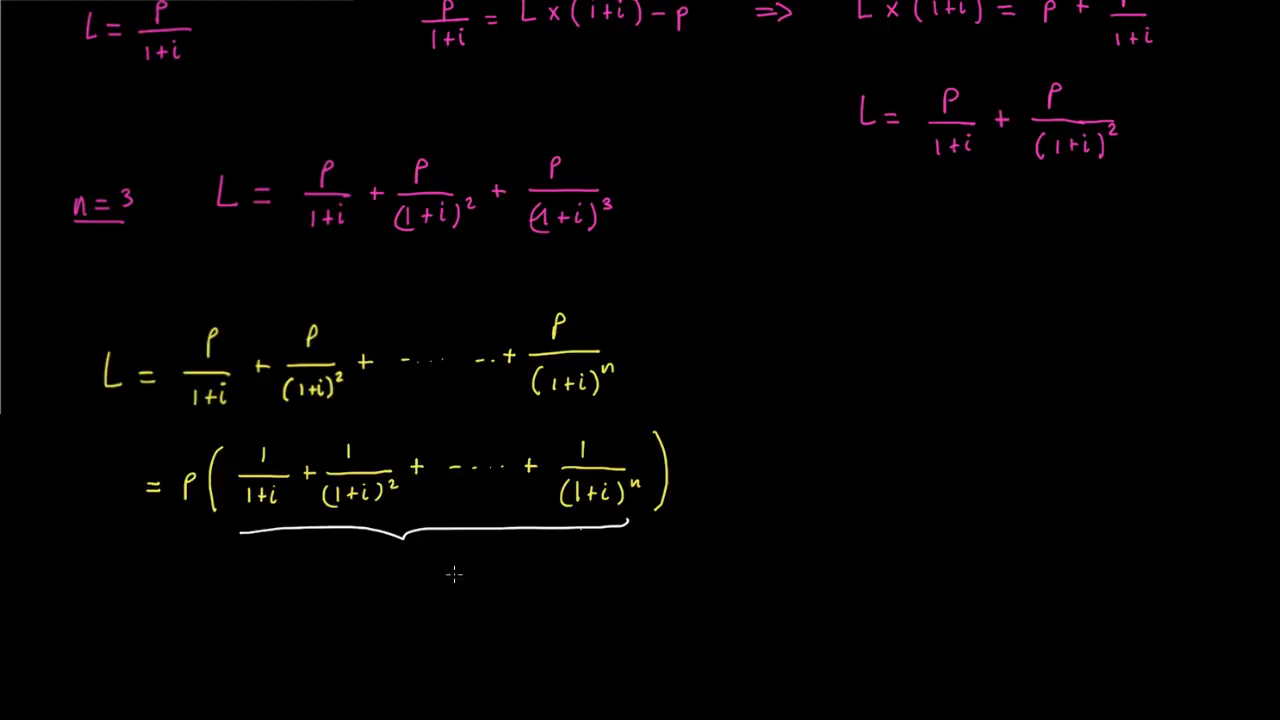 L = P/(1+i)    P/(1+i) = L × (1+i) − P    ⇒    L × (1+i) = P + P/(1+i)
L = P/(1+i) + P/(1+i)²
n = 3    L = P/(1+i) + P/(1+i)² + P/(1+i)³
L = P/(1+i) + P/(1+i)² + -··· ··+ P/(1+i)ⁿ
= P( 1/(1+i) + 1/(1+i)² + -···· + 1/(1+i)ⁿ )